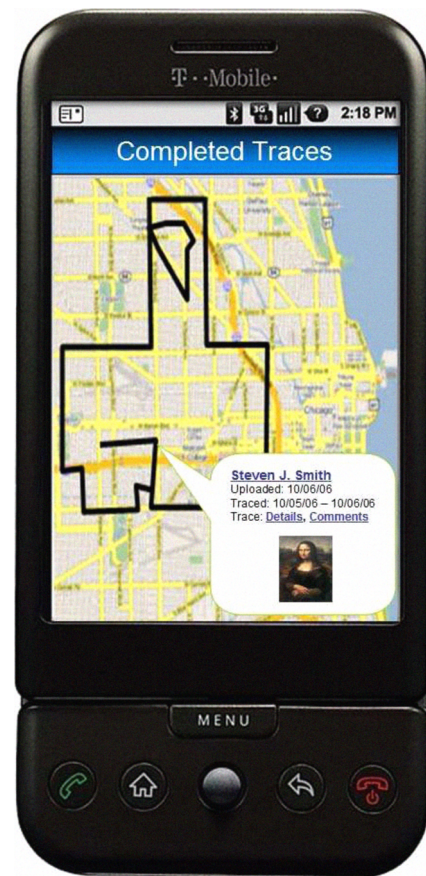 T··Mobile·
3G
? 2:18 PM
Completed Traces
Chicago
Steven J. Smith
Uploaded: 10/06/06
Traced: 10/05/06 – 10/06/06
Trace: Details, Comments
MENU